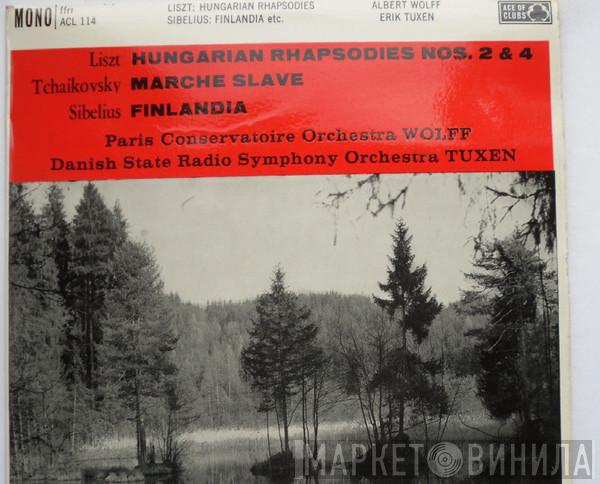 MONO
ffrr
ACL 114
LISZT: HUNGARIAN RHAPSODIES
SIBELIUS: FINLANDIA etc.
ALBERT WOLFF
ERIK TUXEN
ACE OF
CLUBS
Liszt HUNGARIAN RHAPSODIES NOS. 2 & 4
Tchaikovsky MARCHE SLAVE
Sibelius FINLANDIA
Paris Conservatoire Orchestra WOLFF
Danish State Radio Symphony Orchestra TUXEN
МАРКЕТ ВИНИЛА